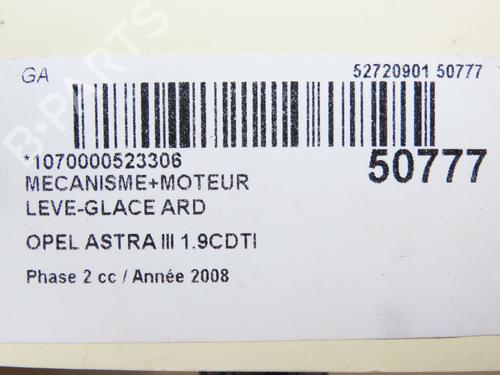 GA
52720901 50777
*1070000523306
50777
MECANISME+MOTEUR
LEVE-GLACE ARD
OPEL ASTRA III 1.9CDTI
Phase 2 cc / Année 2008
B-PARTS